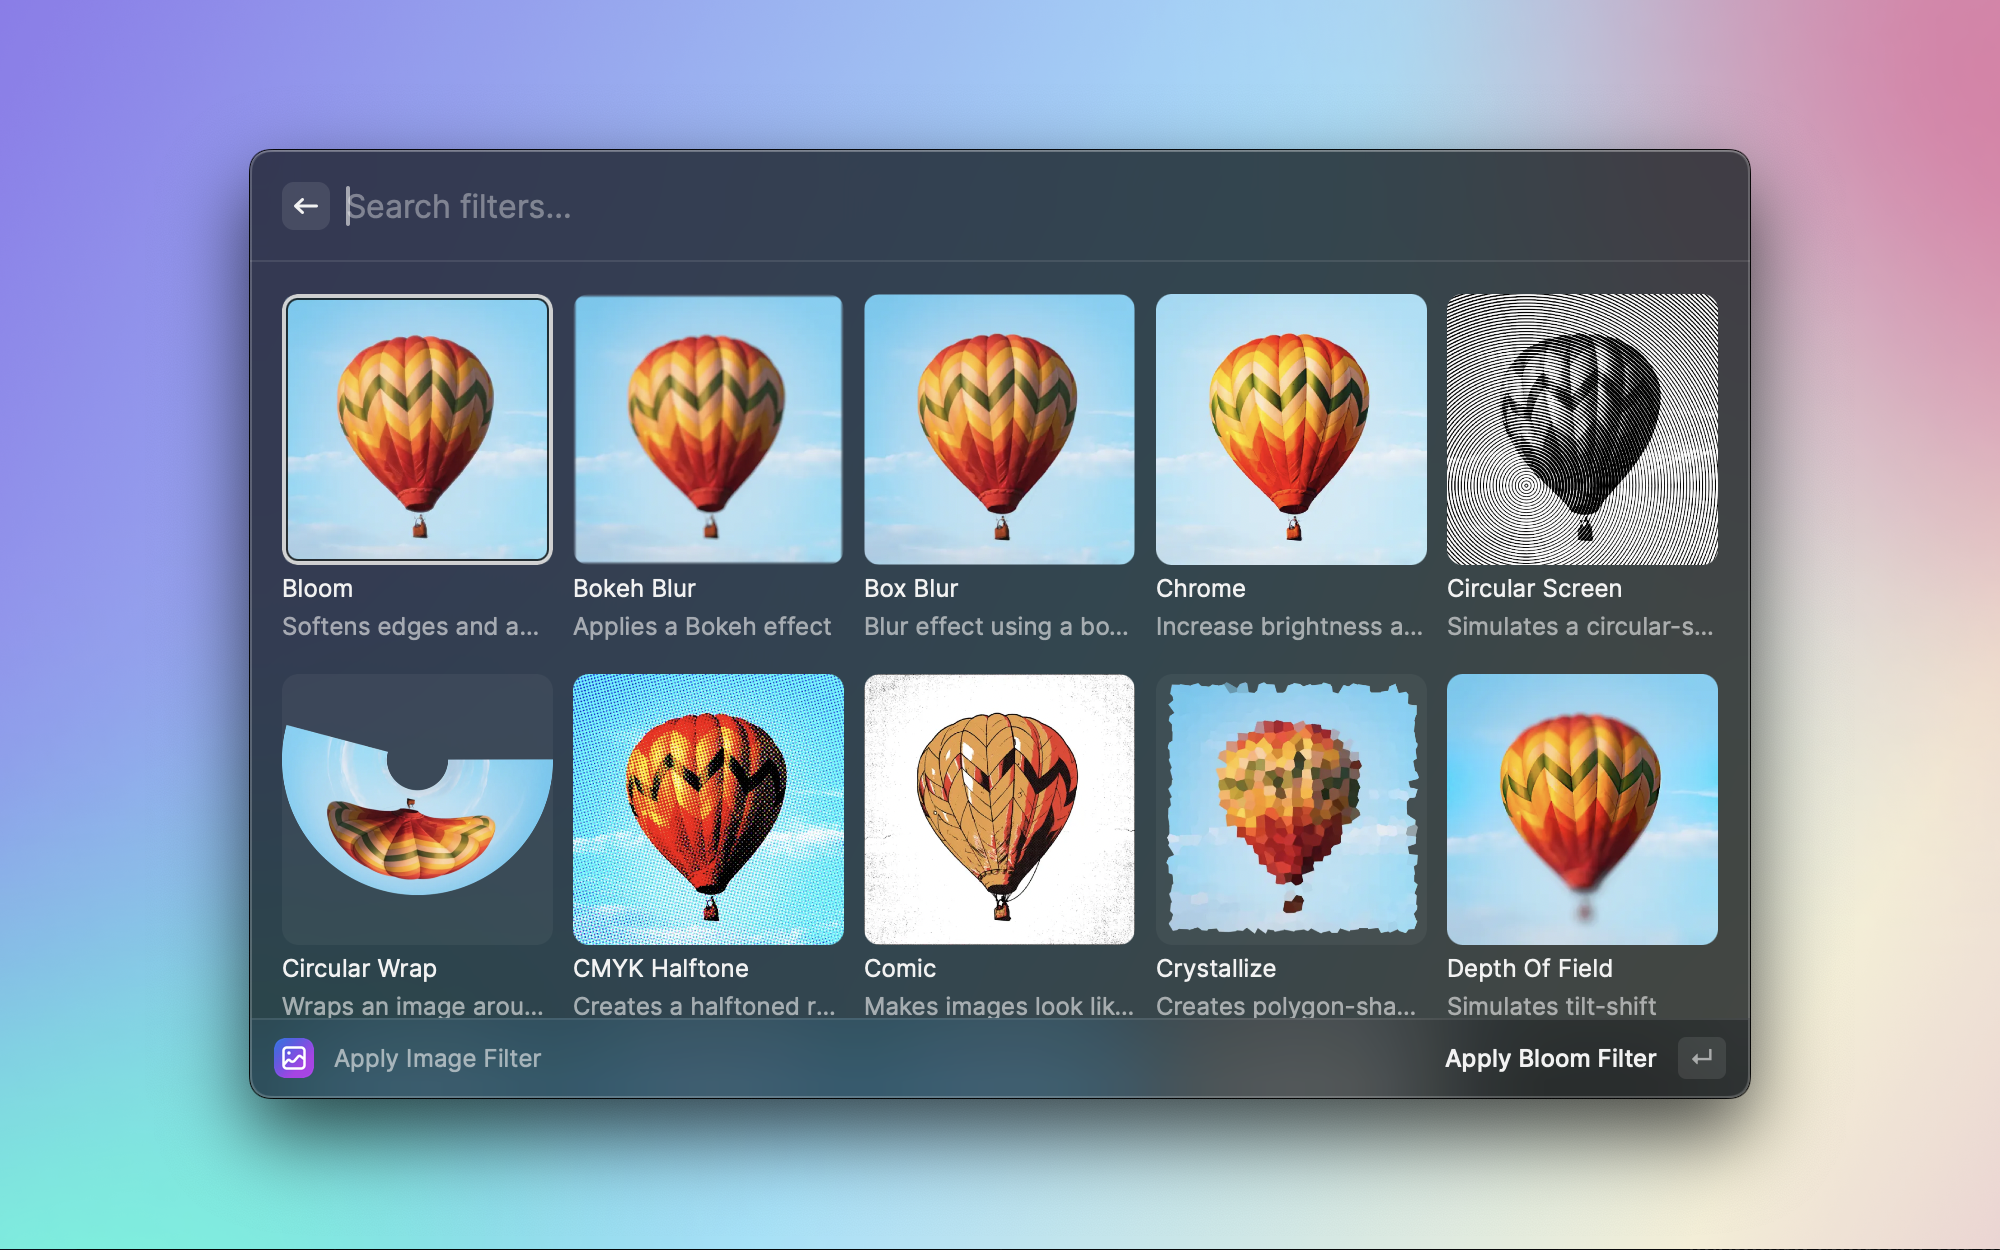 Search filters...
Bloom
Softens edges and a...
Bokeh Blur
Applies a Bokeh effect
Box Blur
Blur effect using a bo...
Chrome
Increase brightness a...
Circular Screen
Simulates a circular-s...
Circular Wrap
Wraps an image arou...
CMYK Halftone
Creates a halftoned r...
Comic
Makes images look lik...
Crystallize
Creates polygon-sha...
Depth Of Field
Simulates tilt-shift
Apply Image Filter
Apply Bloom Filter